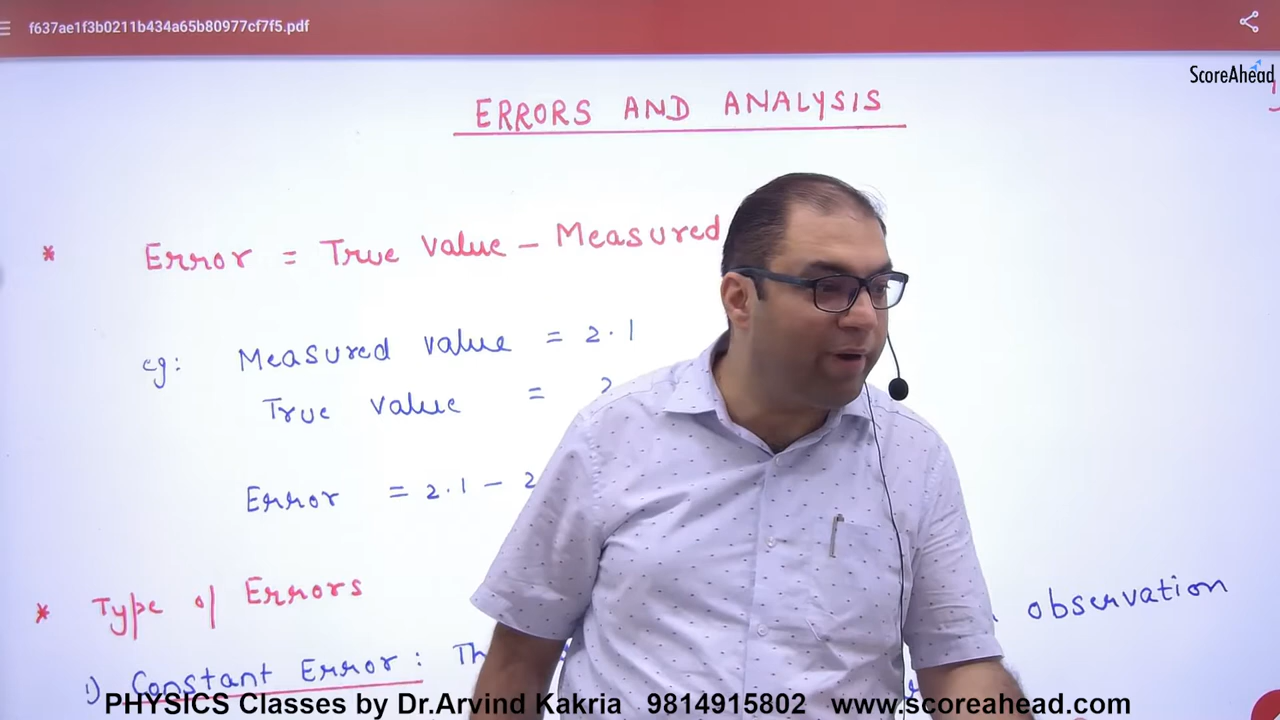 f637ae1f3b0211b434a65b80977cf7f5.pdf
ScoreAhead
ERRORS AND ANALYSIS
* Error = True Value - Measured
eg: Measured value = 2.1
True value = 2
Error = 2.1 - 2
* Type of Errors
observation
1) Constant Error: Th
PHYSICS Classes by Dr.Arvind Kakria 9814915802 www.scoreahead.com